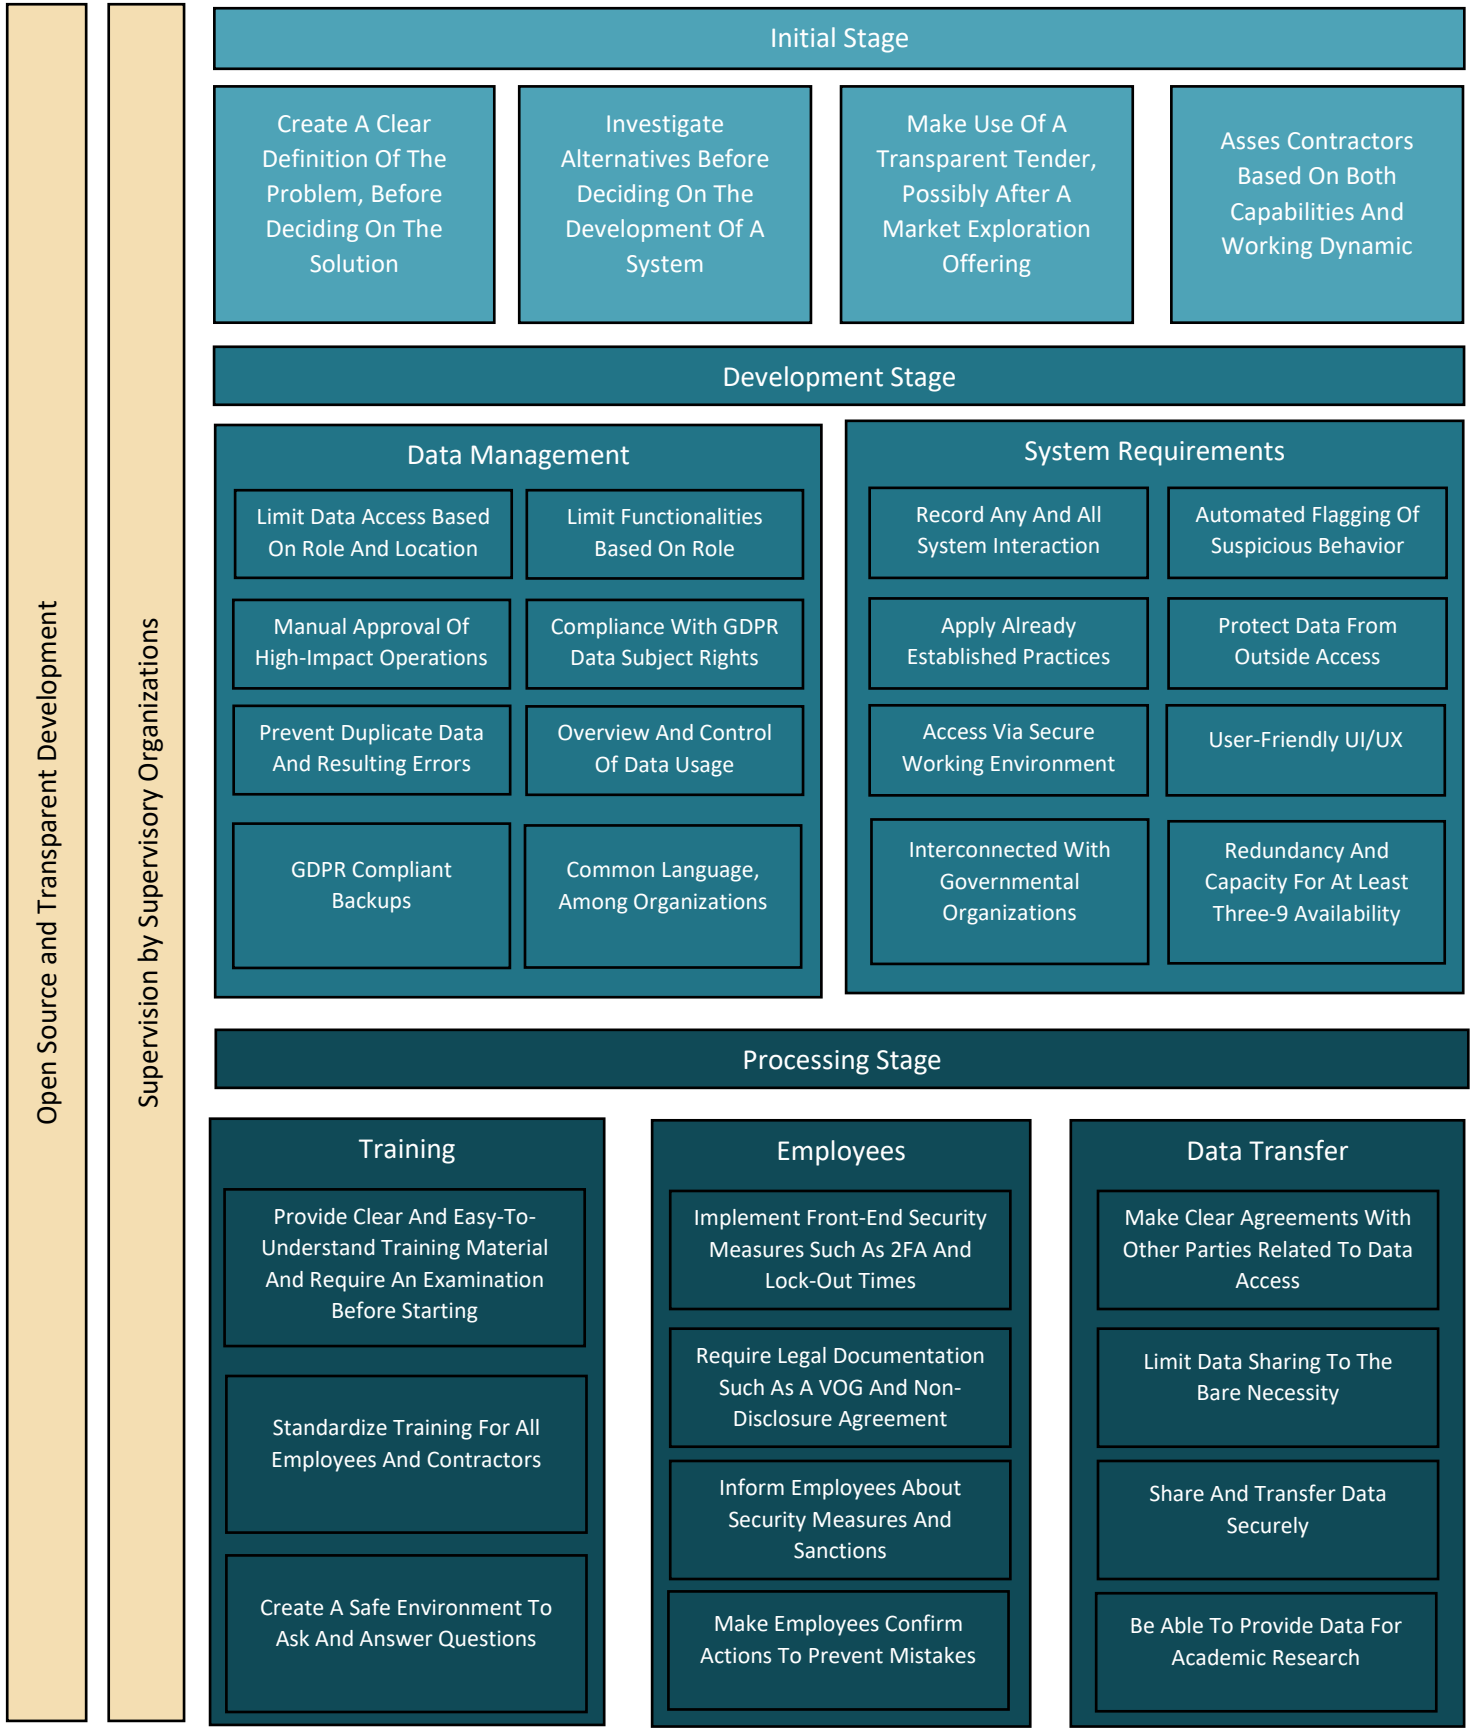 Open Source and Transparent Development
Supervision by Supervisory Organizations
Initial Stage
Create A Clear
Definition Of The
Problem, Before
Deciding On The
Solution
Investigate
Alternatives Before
Deciding On The
Development Of A
System
Make Use Of A
Transparent Tender,
Possibly After A
Market Exploration
Offering
Asses Contractors
Based On Both
Capabilities And
Working Dynamic
Development Stage
Data Management
Limit Data Access Based
On Role And Location
Limit Functionalities
Based On Role
Manual Approval Of
High-Impact Operations
Compliance With GDPR
Data Subject Rights
Prevent Duplicate Data
And Resulting Errors
Overview And Control
Of Data Usage
GDPR Compliant
Backups
Common Language,
Among Organizations
System Requirements
Record Any And All
System Interaction
Automated Flagging Of
Suspicious Behavior
Apply Already
Established Practices
Protect Data From
Outside Access
Access Via Secure
Working Environment
User-Friendly UI/UX
Interconnected With
Governmental
Organizations
Redundancy And
Capacity For At Least
Three-9 Availability
Processing Stage
Training
Provide Clear And Easy-To-
Understand Training Material
And Require An Examination
Before Starting
Standardize Training For All
Employees And Contractors
Create A Safe Environment To
Ask And Answer Questions
Employees
Implement Front-End Security
Measures Such As 2FA And
Lock-Out Times
Require Legal Documentation
Such As A VOG And Non-
Disclosure Agreement
Inform Employees About
Security Measures And
Sanctions
Make Employees Confirm
Actions To Prevent Mistakes
Data Transfer
Make Clear Agreements With
Other Parties Related To Data
Access
Limit Data Sharing To The
Bare Necessity
Share And Transfer Data
Securely
Be Able To Provide Data For
Academic Research